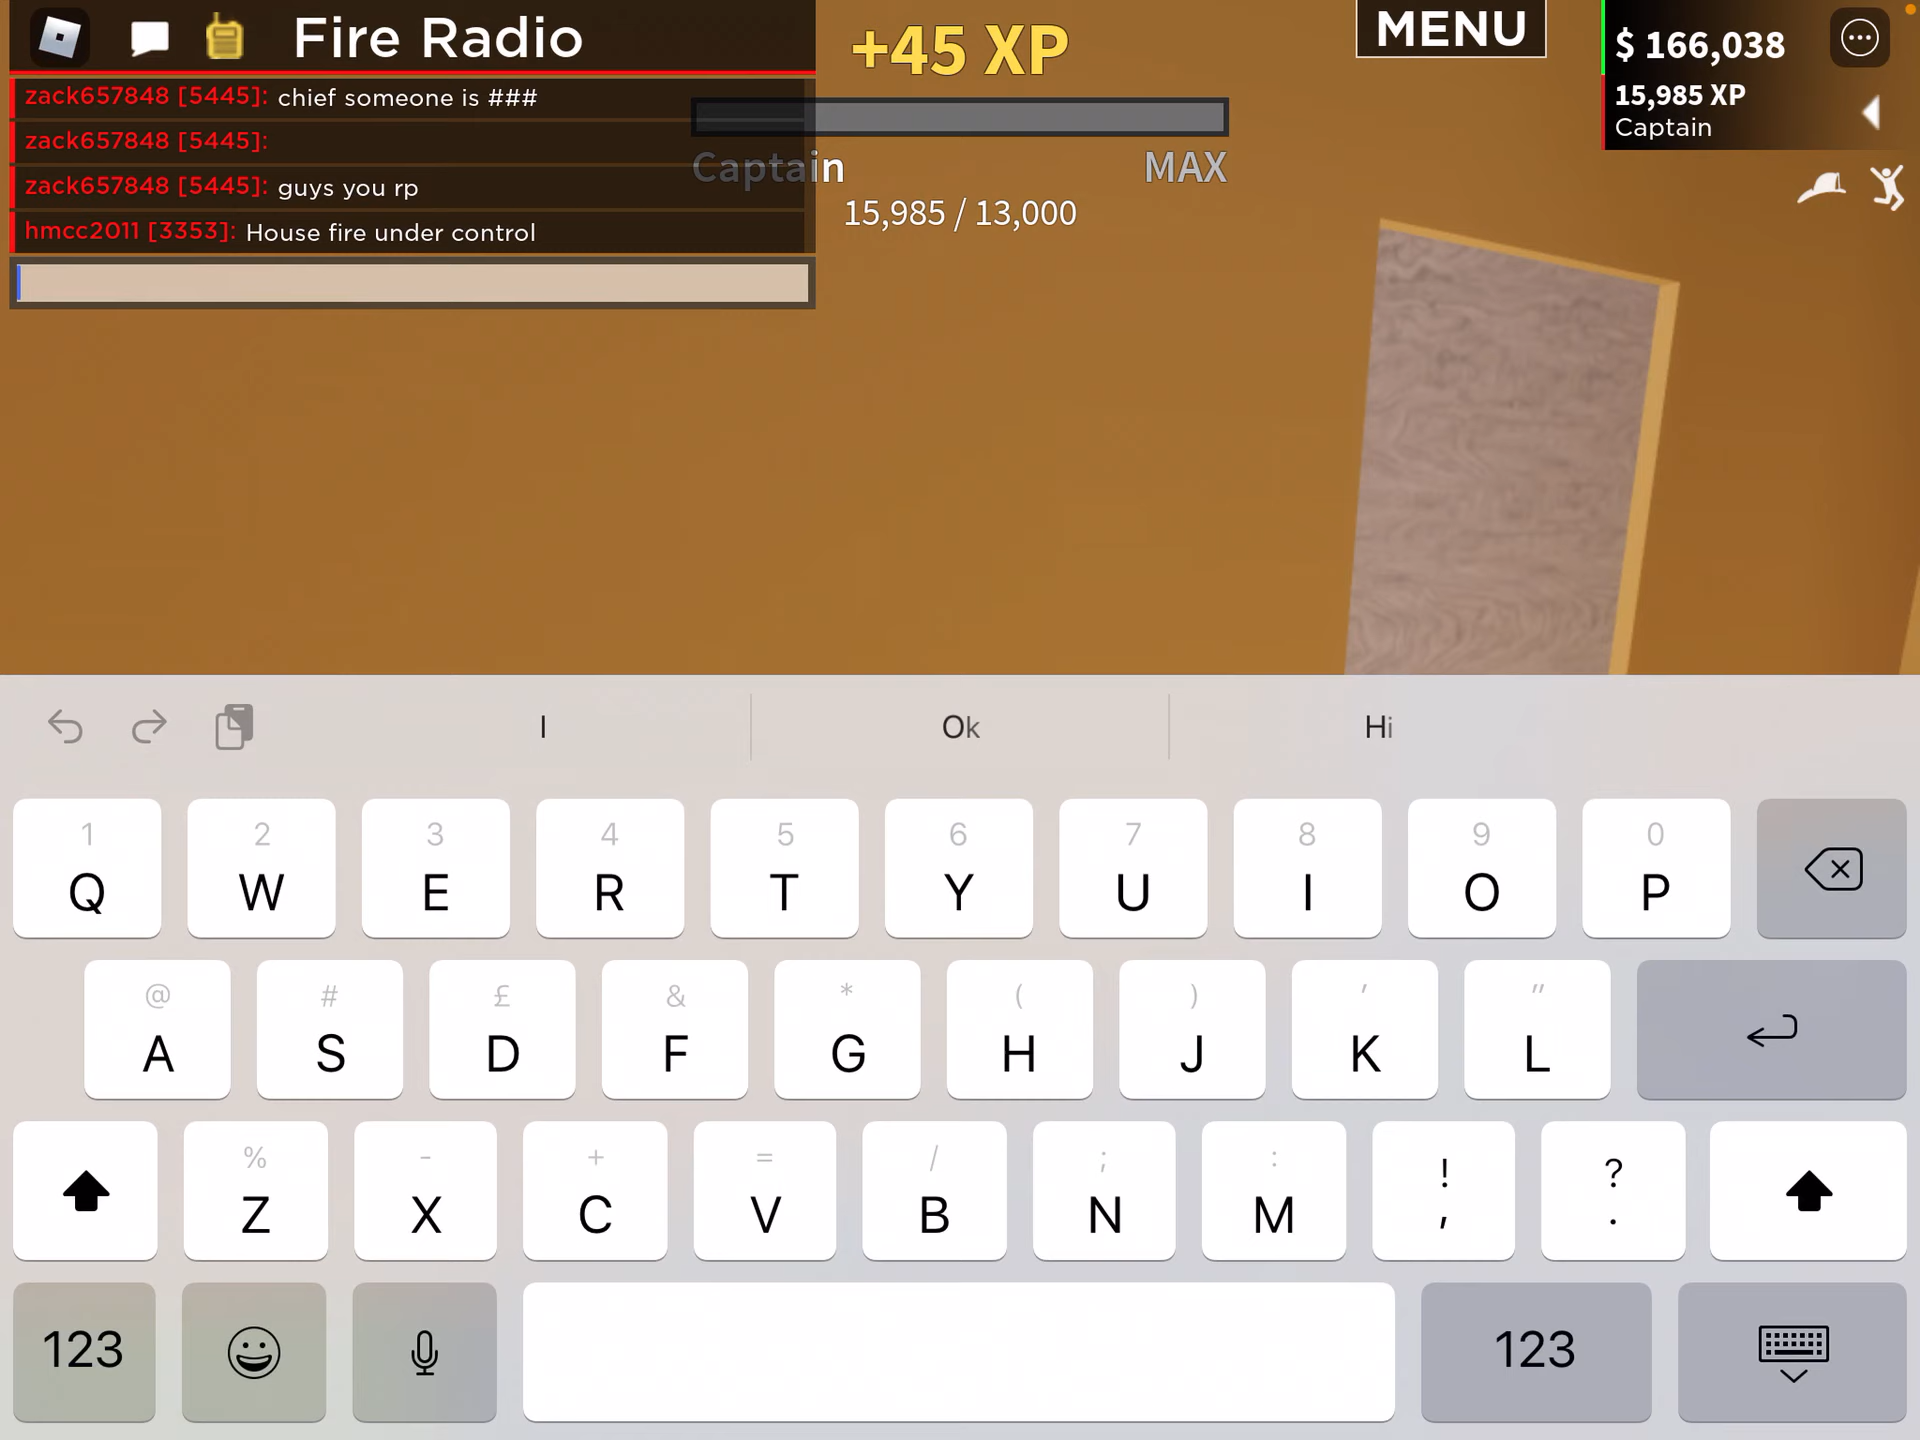 Fire Radio
zack657848 [5445]: chief someone is ###
zack657848 [5445]:
zack657848 [5445]: guys you rp
hmcc2011 [3353]: House fire under control
+45 XP
Captain MAX
15,985 / 13,000
MENU
$ 166,038
15,985 XP
Captain
I Ok Hi
1 2 3 4 5 6 7 8 9 0
Q W E R T Y U I O P
@ # £ & * ( ) ' "
A S D F G H J K L
% - + = / ; : ! ?
Z X C V B N M , .
123 123